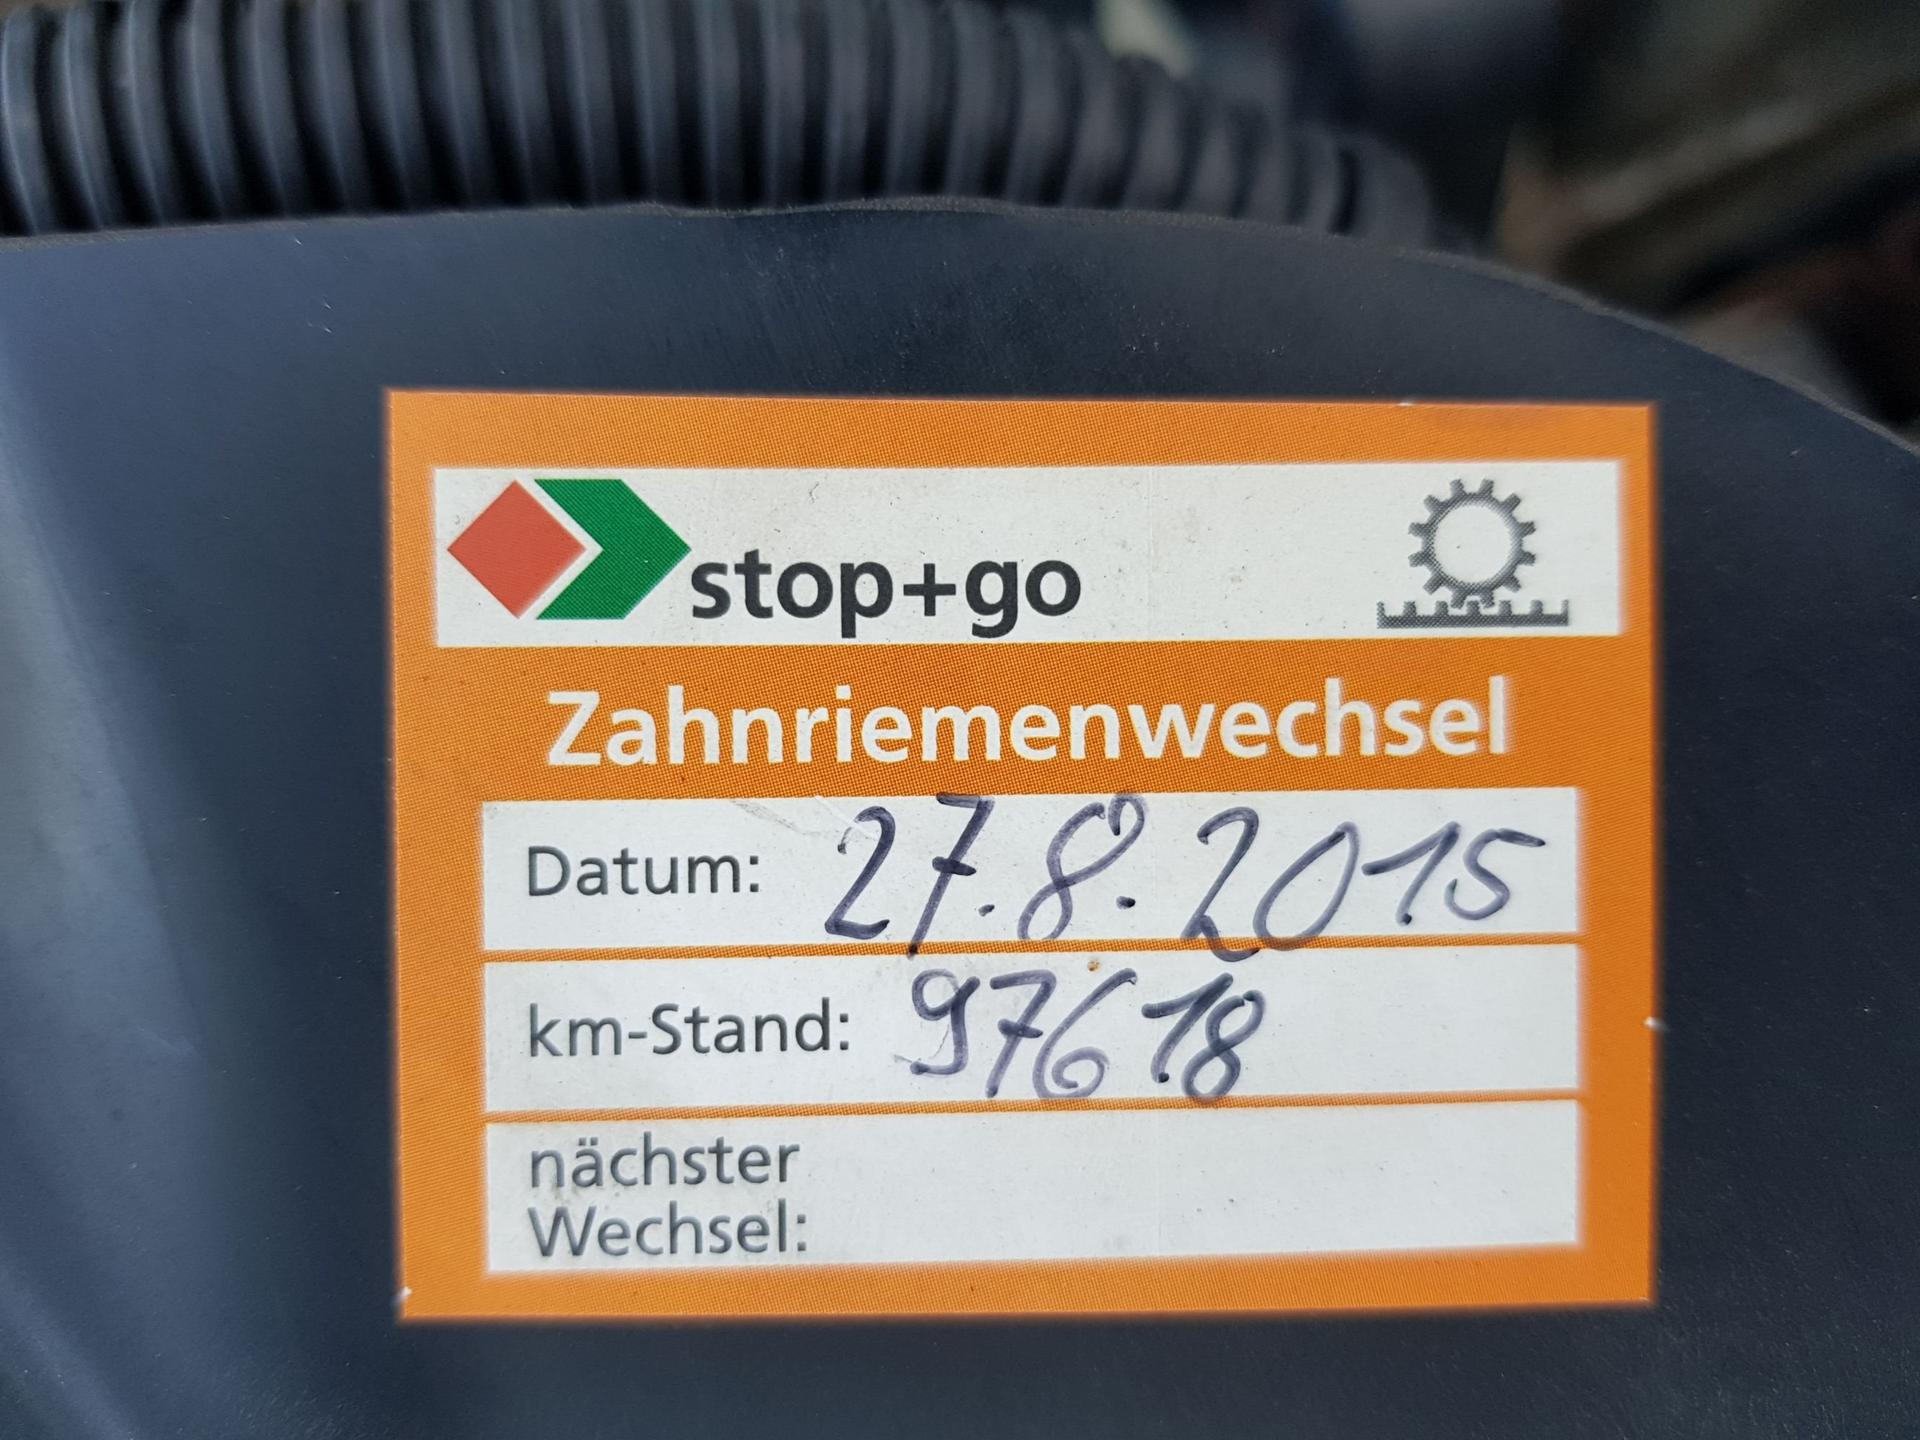 stop+go
Zahnriemenwechsel
Datum: 27.8.2015
km-Stand: 97618
nächster
Wechsel: